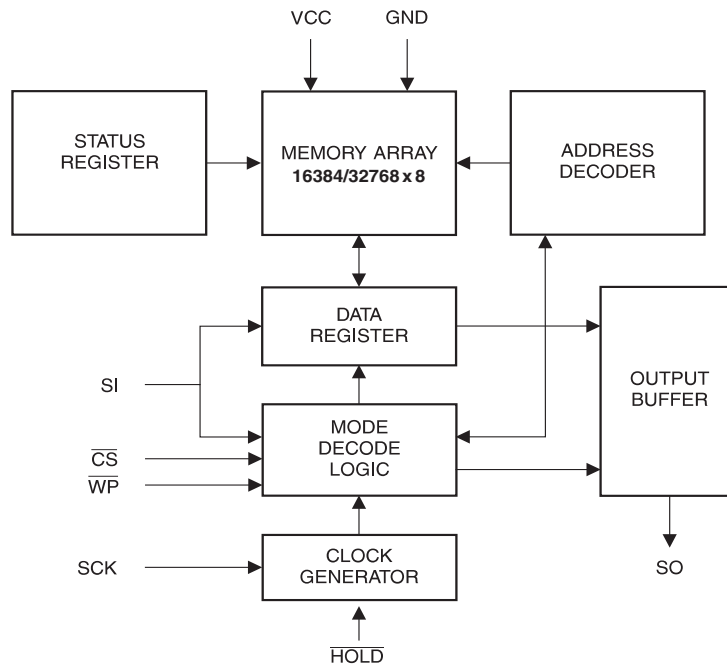 VCC
GND
STATUS
REGISTER
MEMORY ARRAY
16384/32768 x 8
ADDRESS
DECODER
DATA
REGISTER
SI
OUTPUT
BUFFER
MODE
DECODE
LOGIC
CS
WP
SCK
CLOCK
GENERATOR
SO
HOLD